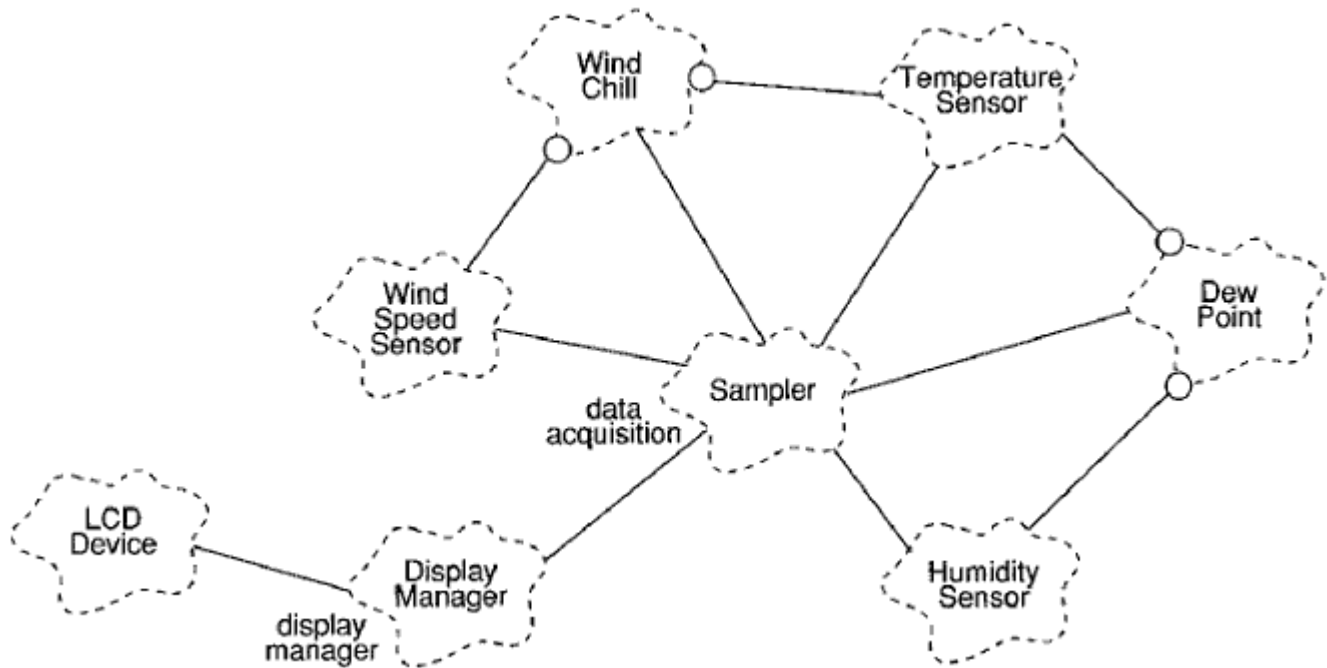 Wind
Chill
Temperature
Sensor
Wind
Speed
Sensor
Dew
Point
Sampler
data
acquisition
LCD
Device
Display
Manager
Humidity
Sensor
display
manager